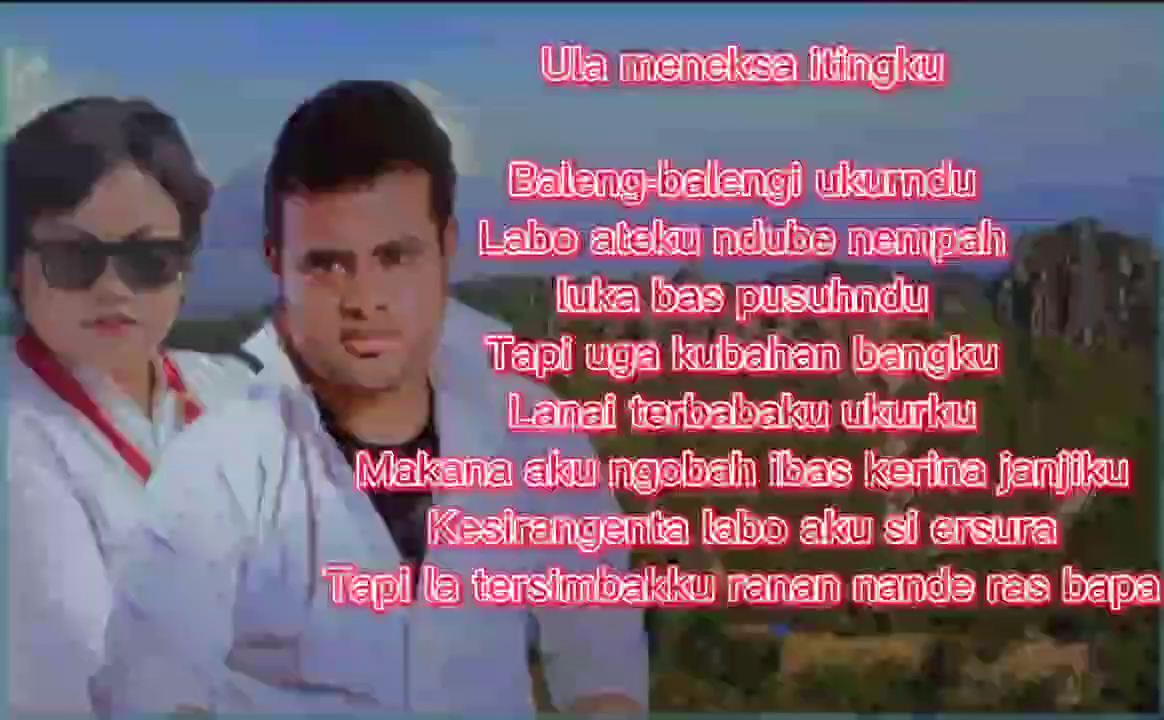 Ula meneksa itingku
Baleng-balengi ukurndu
Labo ateku ndube nempah
luka bas pusuhndu
Tapi uga kubahan bangku
Lanai terbabaku ukurku
Makana aku ngobah ibas kerina janjiku
Kesirangenta labo aku si ersura
Tapi la tersimbakku ranan nande ras bapa